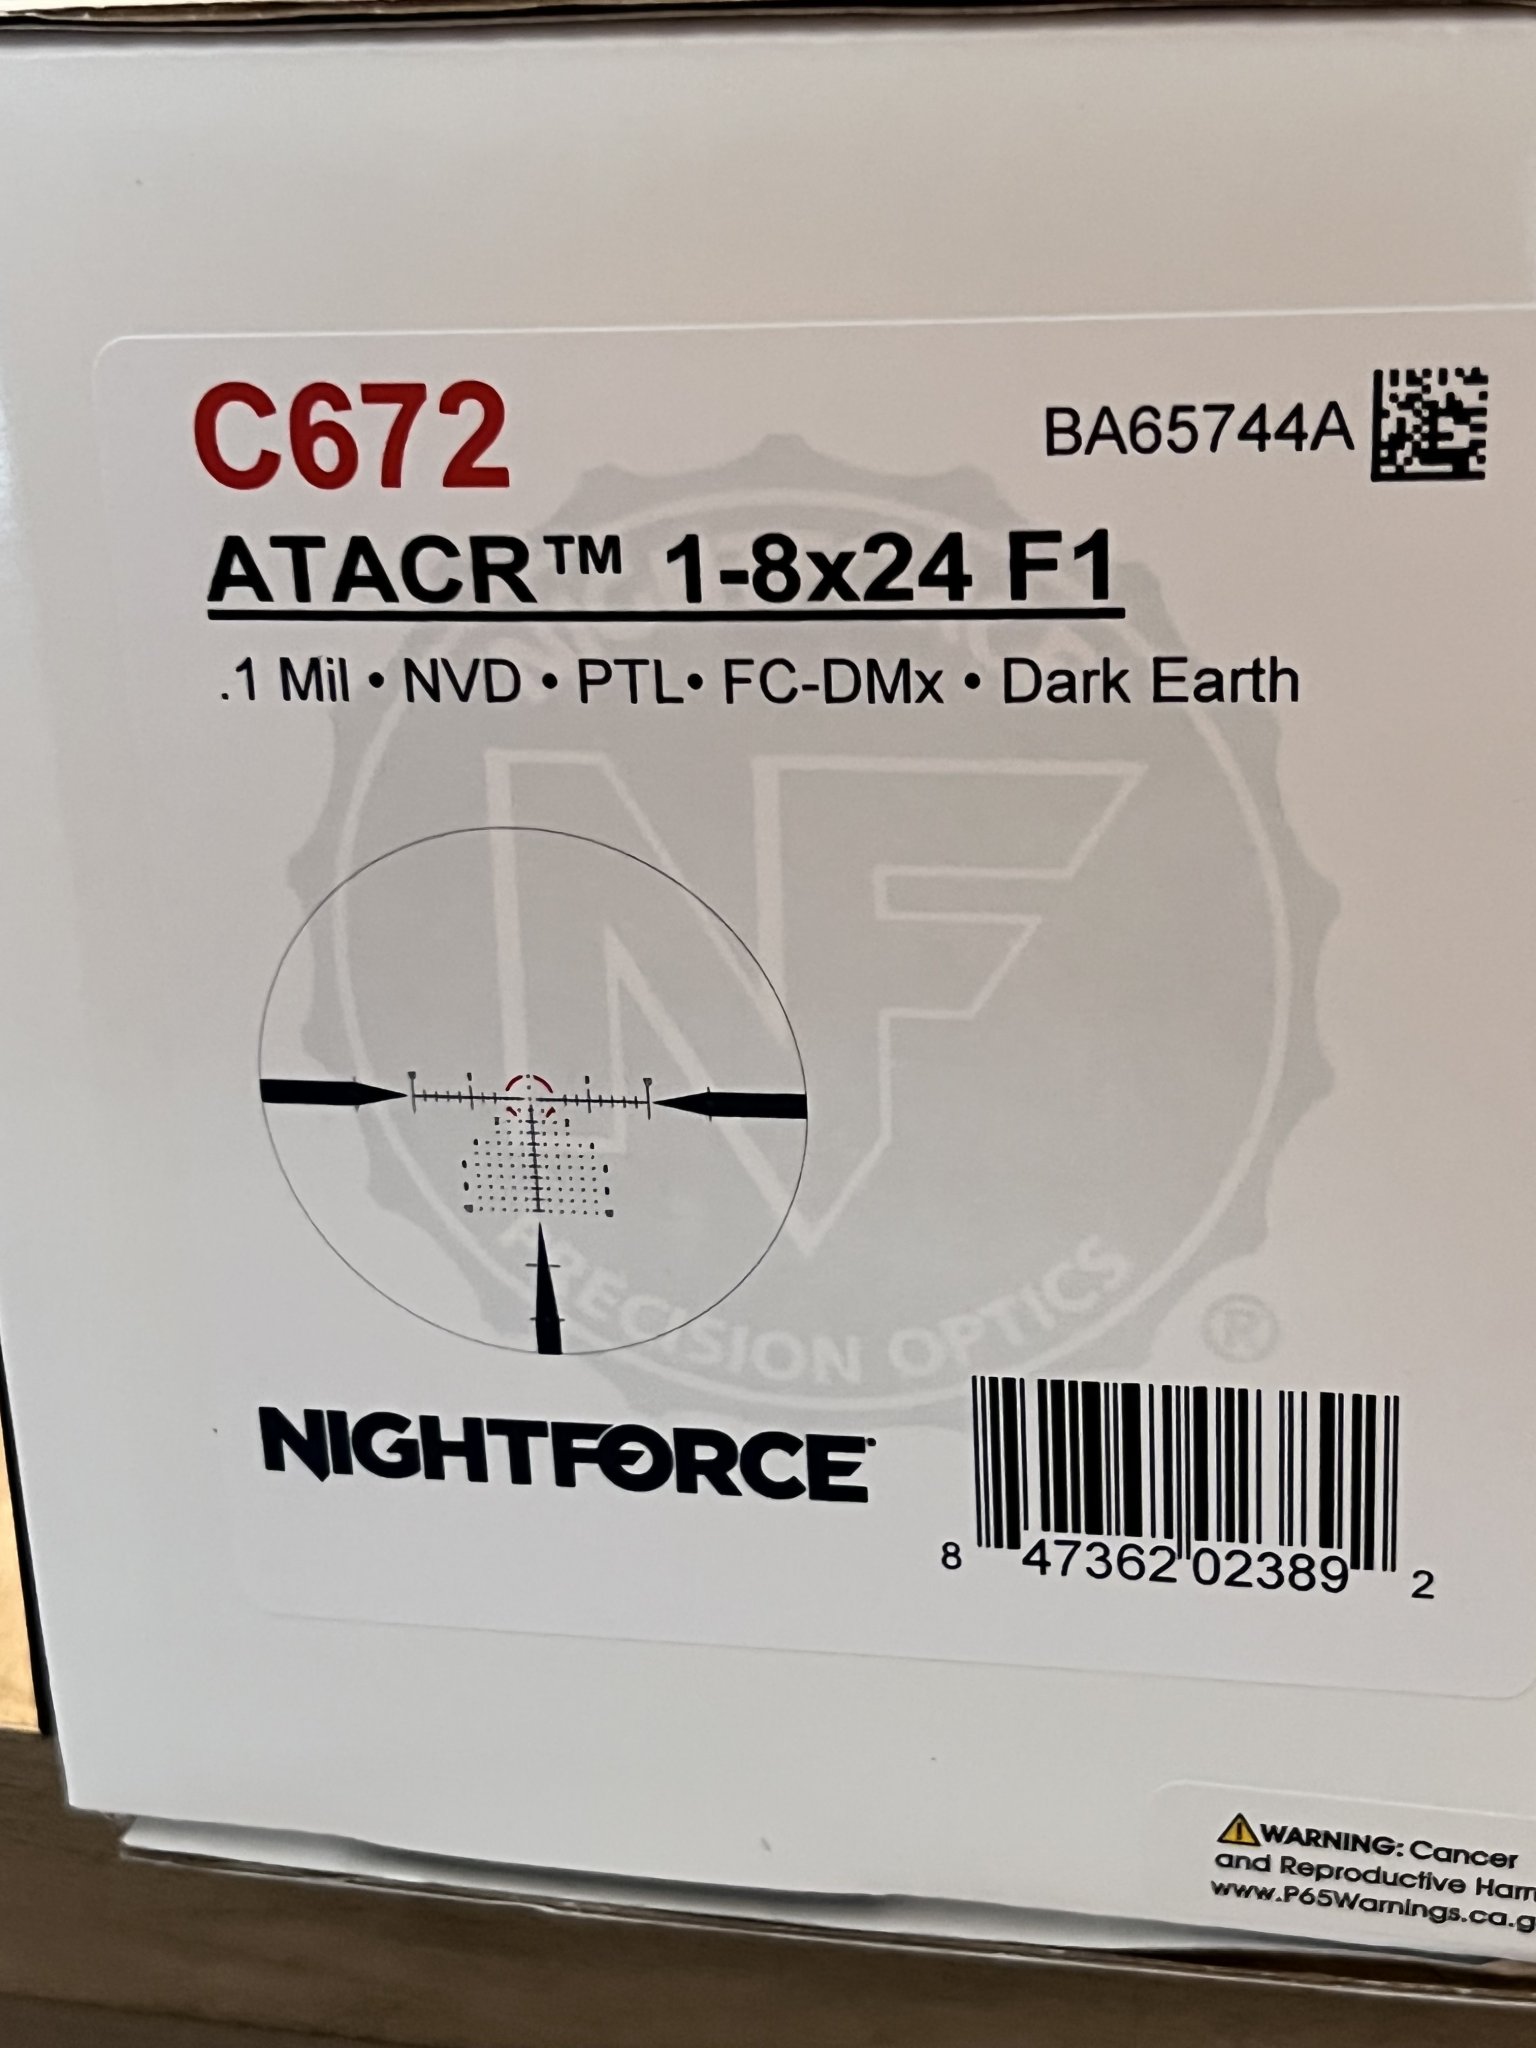 C672
BA65744A
ATACR™ 1-8x24 F1
.1 Mil • NVD • PTL• FC-DMx • Dark Earth
NF
PRECISION OPTICS
®
NIGHTFORCE
8 47362 02389 2
⚠WARNING: Cancer
and Reproductive Harm
www.P65Warnings.ca.g